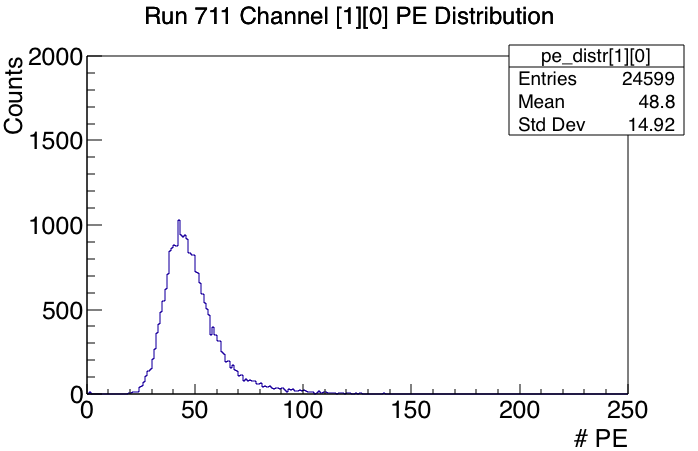 Run 711 Channel [1][0] PE Distribution
pe_distr[1][0]
Entries 24599
Mean 48.8
Std Dev 14.92
Counts
2000
1500
1000
500
0
0 50 100 150 200 250
# PE